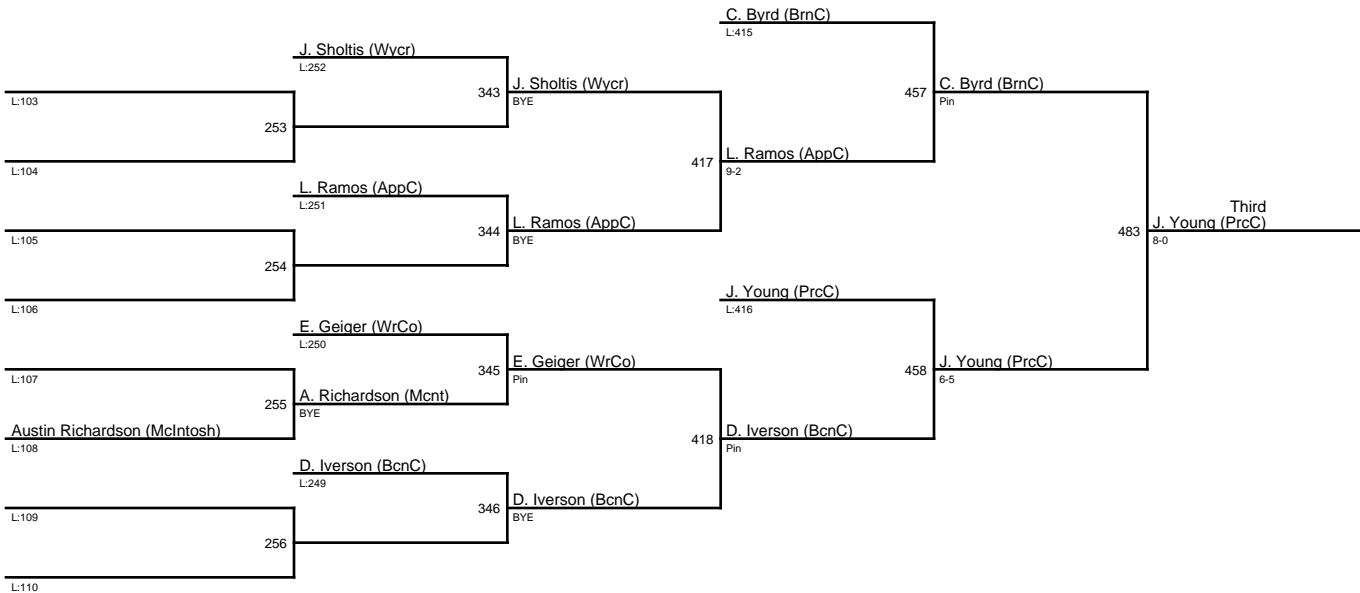 C. Byrd (BrnC)
L:415
J. Sholtis (Wycr)
L:252
343
J. Sholtis (Wycr)
BYE
457
C. Byrd (BrnC)
Pin
L:103
253
L:104
417
L. Ramos (AppC)
9-2
L. Ramos (AppC)
L:251
344
L. Ramos (AppC)
BYE
L:105
254
L:106
483
Third
J. Young (PrcC)
8-0
J. Young (PrcC)
L:416
E. Geiger (WrCo)
L:250
345
E. Geiger (WrCo)
Pin
458
J. Young (PrcC)
6-5
L:107
255
A. Richardson (Mcnt)
BYE
Austin Richardson (McIntosh)
L:108
418
D. Iverson (BcnC)
Pin
D. Iverson (BcnC)
L:249
346
D. Iverson (BcnC)
BYE
L:109
256
L:110